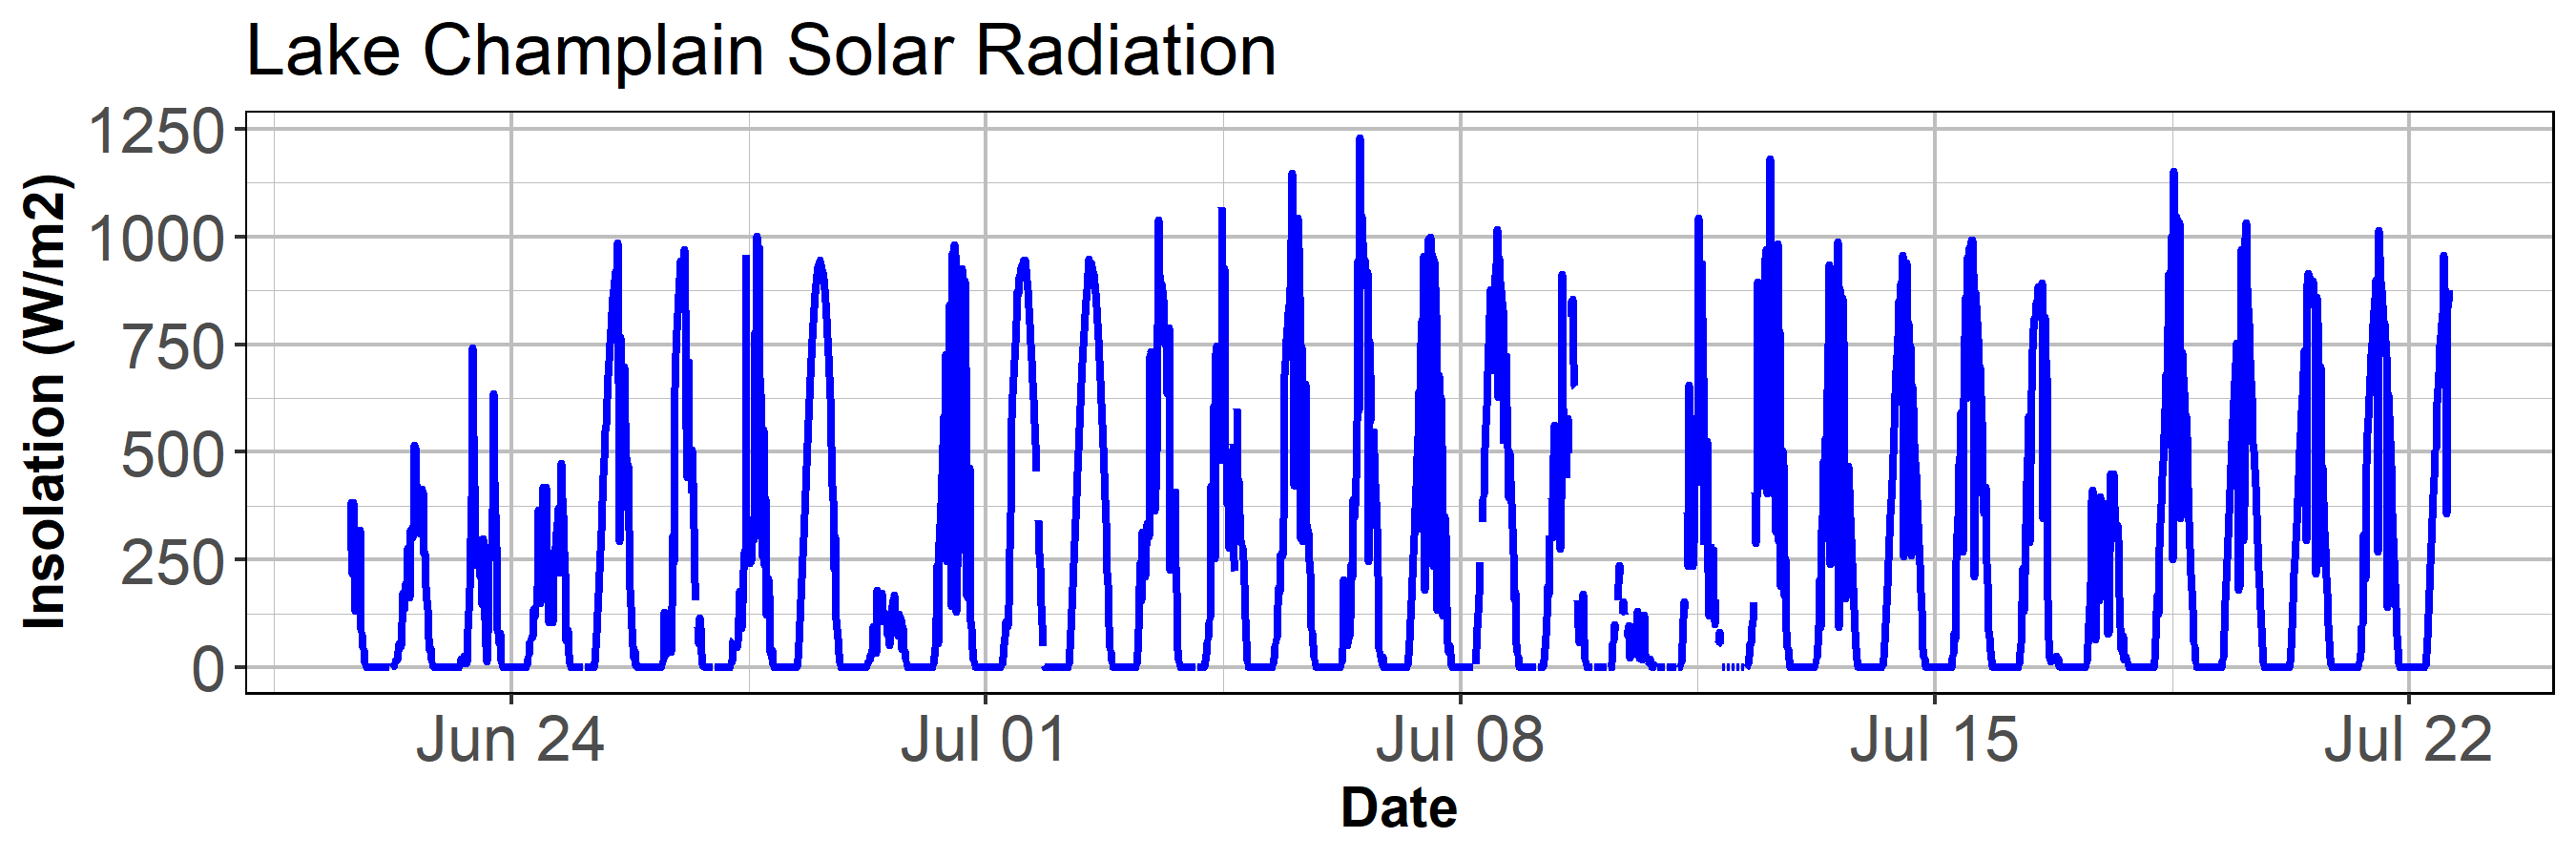 Lake Champlain Solar Radiation
Insolation (W/m2)
1250
1000
750
500
250
0
Jun 24 Jul 01 Jul 08 Jul 15 Jul 22
Date